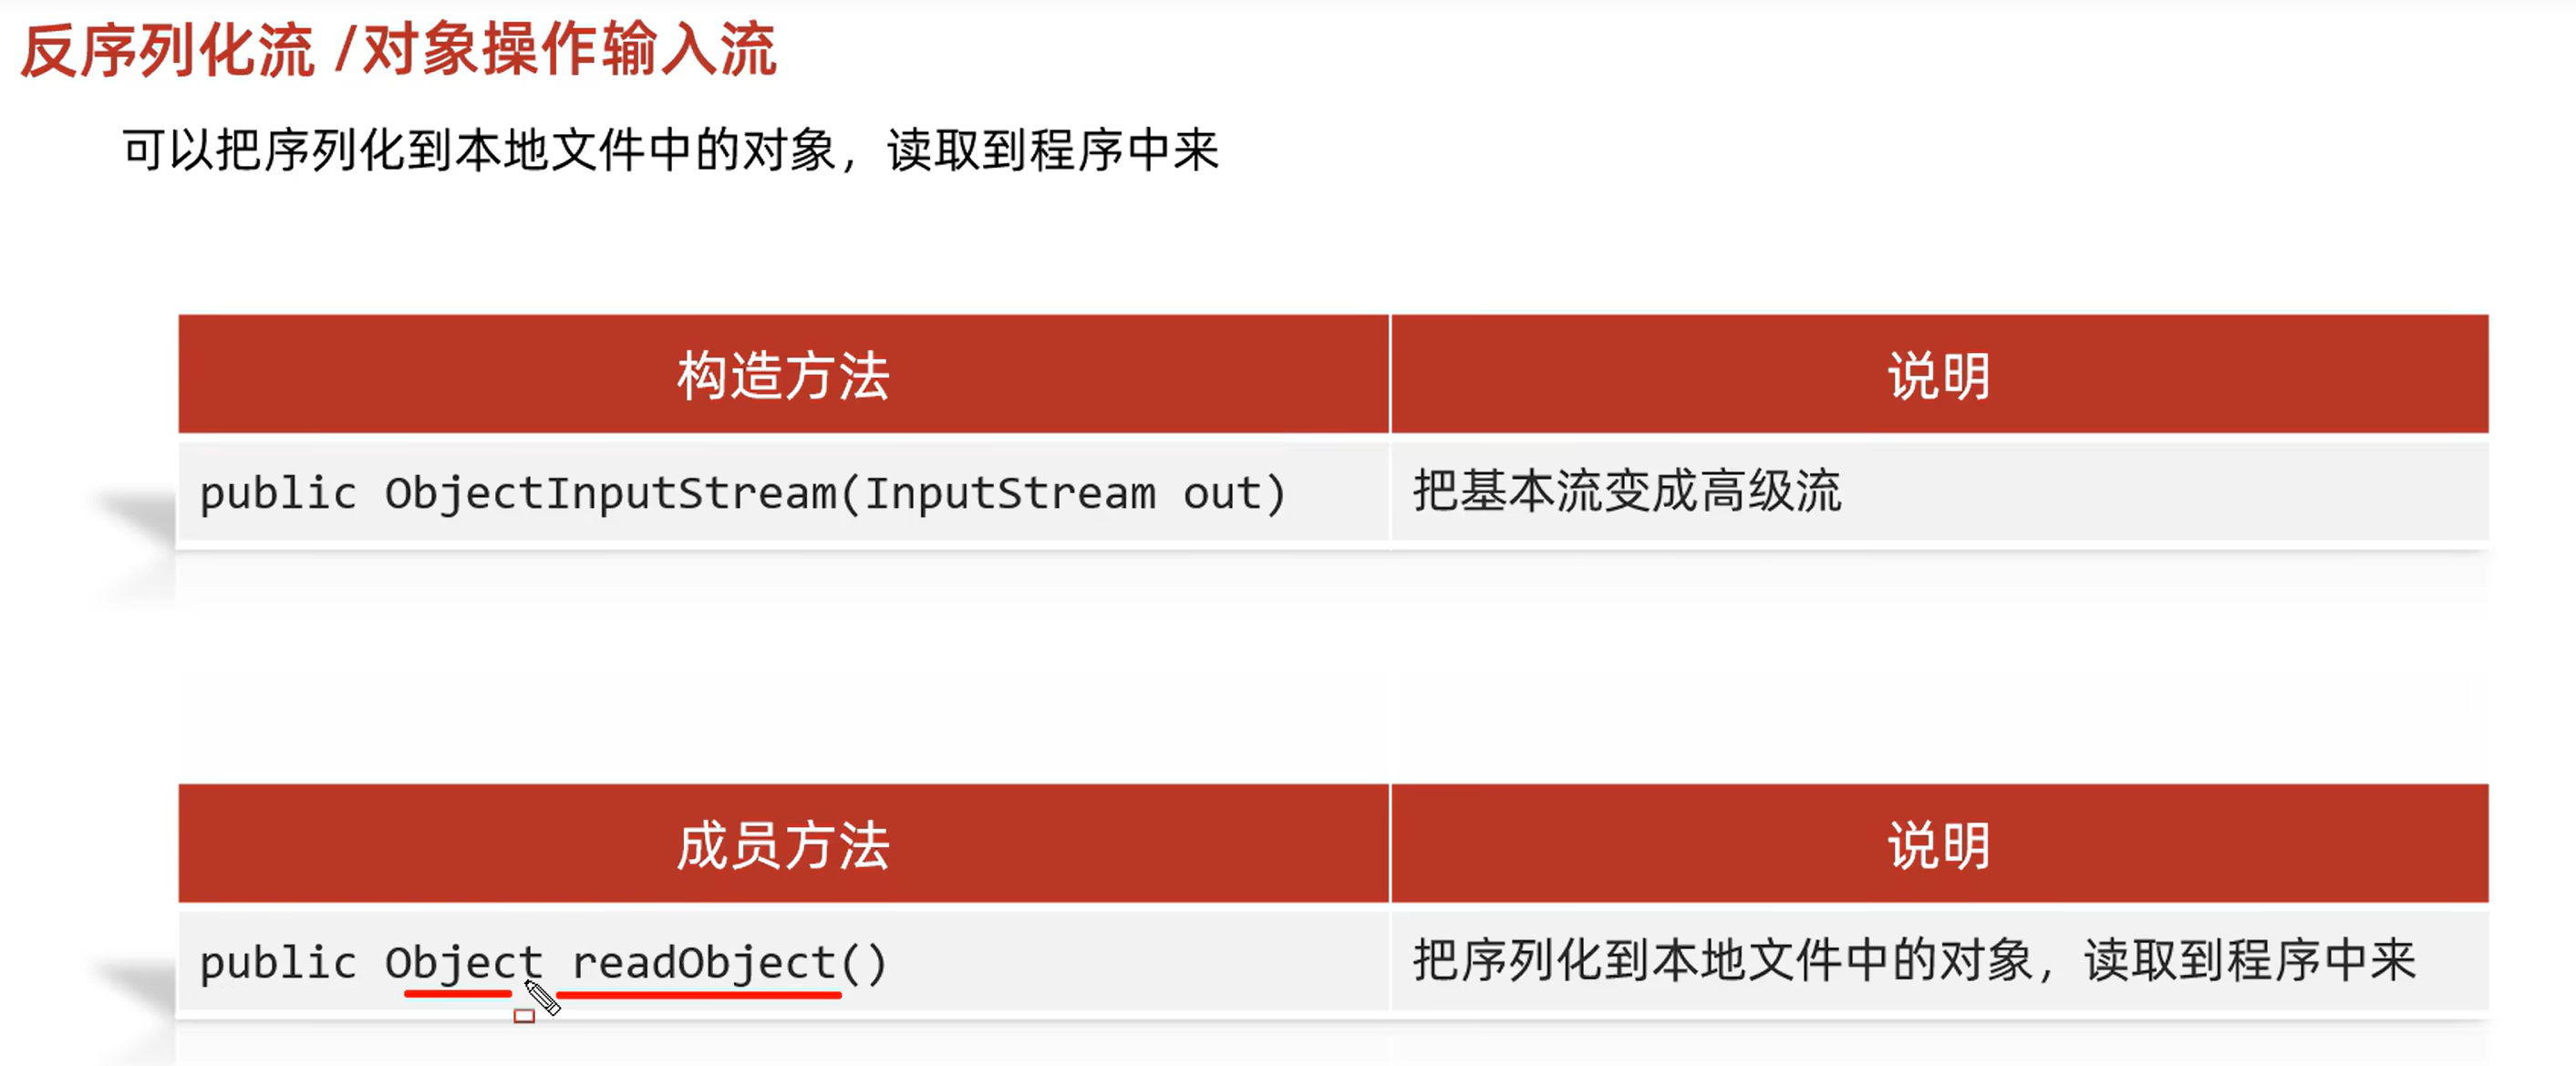 反序列化流 /对象操作输入流
可以把序列化到本地文件中的对象，读取到程序中来
构造方法 说明
public ObjectInputStream(InputStream out) 把基本流变成高级流
成员方法 说明
public Object readObject() 把序列化到本地文件中的对象，读取到程序中来